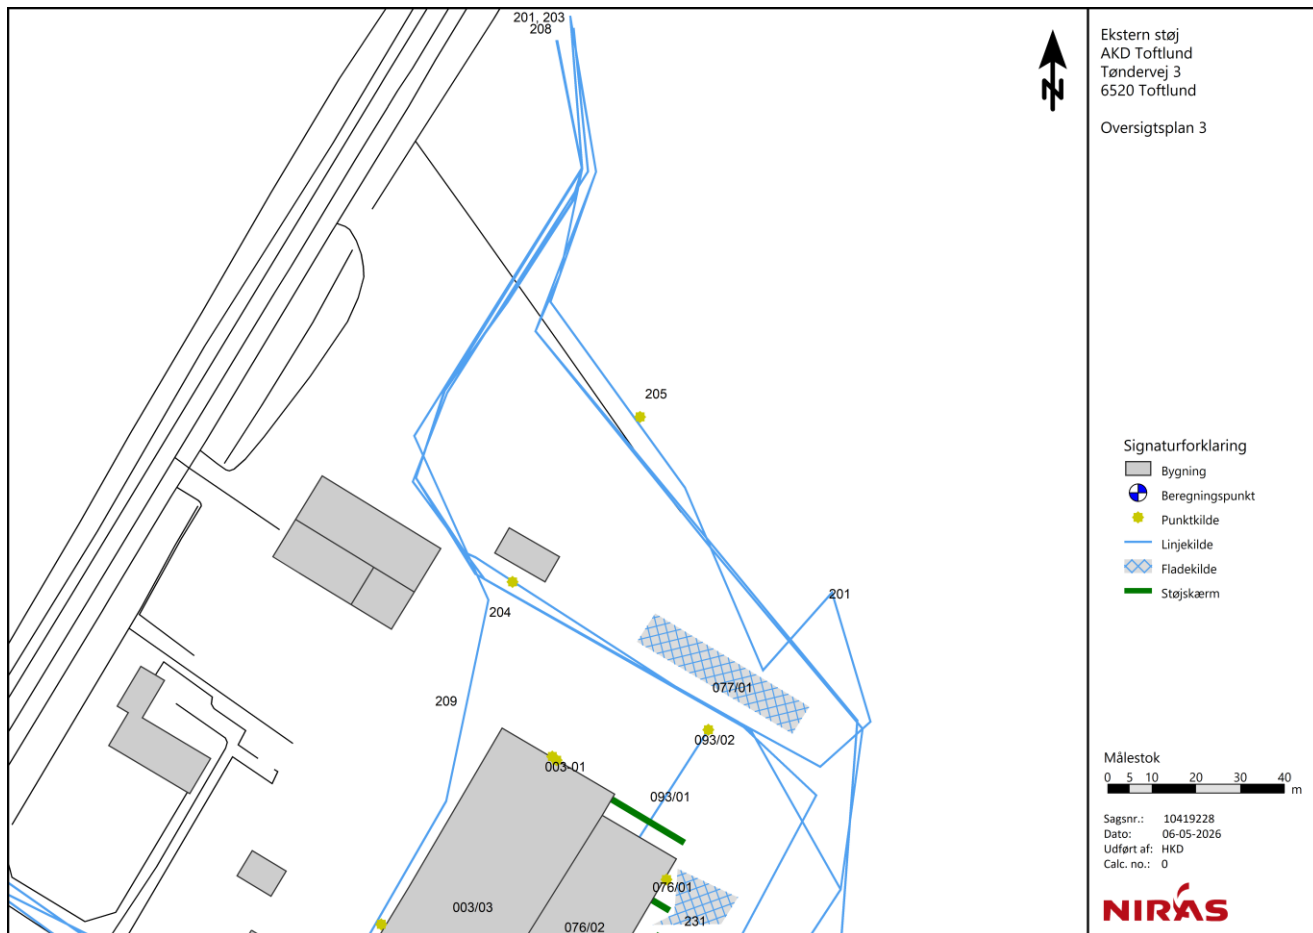 201, 203
208
205
201
204
077/01
209
093/02
003-01
093/01
076/01
003/03
231
076/02
N
Ekstern støj
AKD Toftlund
Tøndervej 3
6520 Toftlund
Oversigtsplan 3
Signaturforklaring
Bygning
Beregningspunkt
Punktkilde
Linjekilde
Fladekilde
Støjskærm
Målestok
0 5 10 20 30 40
m
Sagsnr.: 10419228
Dato: 06-05-2026
Udført af: HKD
Calc. no.: 0
NIRAS